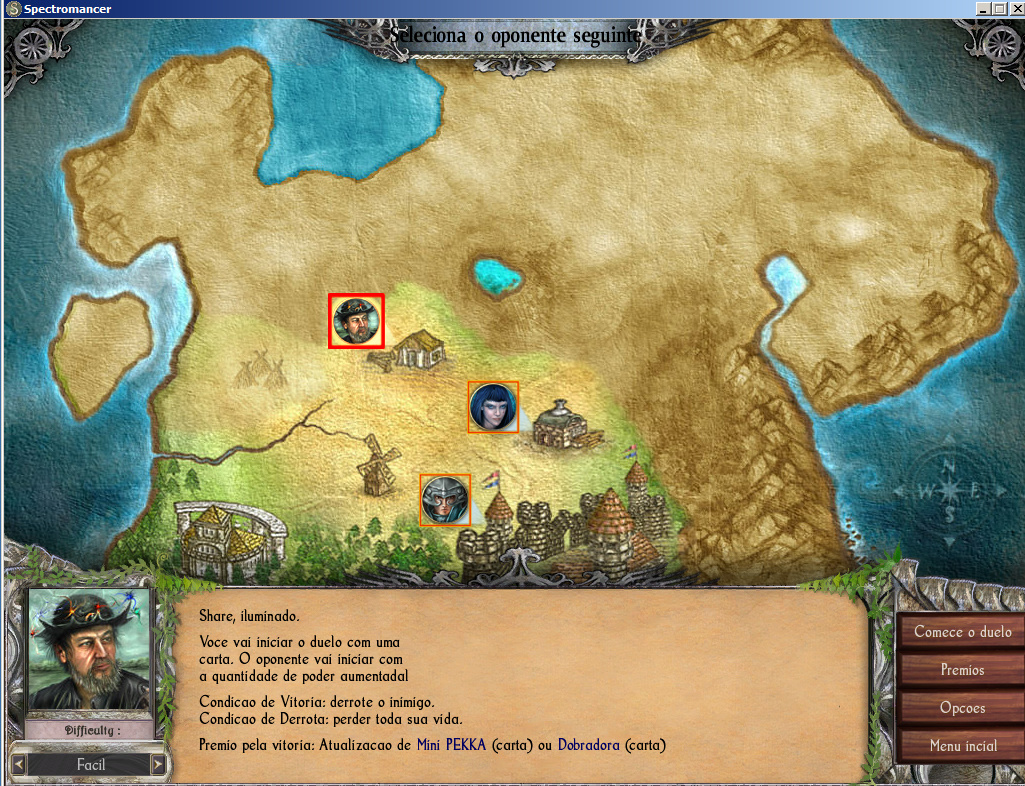 Spectromancer
Seleciona o oponente seguinte
N
W E
S
Share, iluminado.
Voce vai iniciar o duelo com uma
carta. O oponente vai iniciar com
a quantidade de poder aumentada!
Condicao de Vitoria: derrote o inimigo.
Condicao de Derrota: perder toda sua vida.
Premio pela vitoria: Atualizacao de Mini PEKKA (carta) ou Dobradora (carta)
Difficulty :
Facil
Comece o duelo
Premios
Opcoes
Menu incial